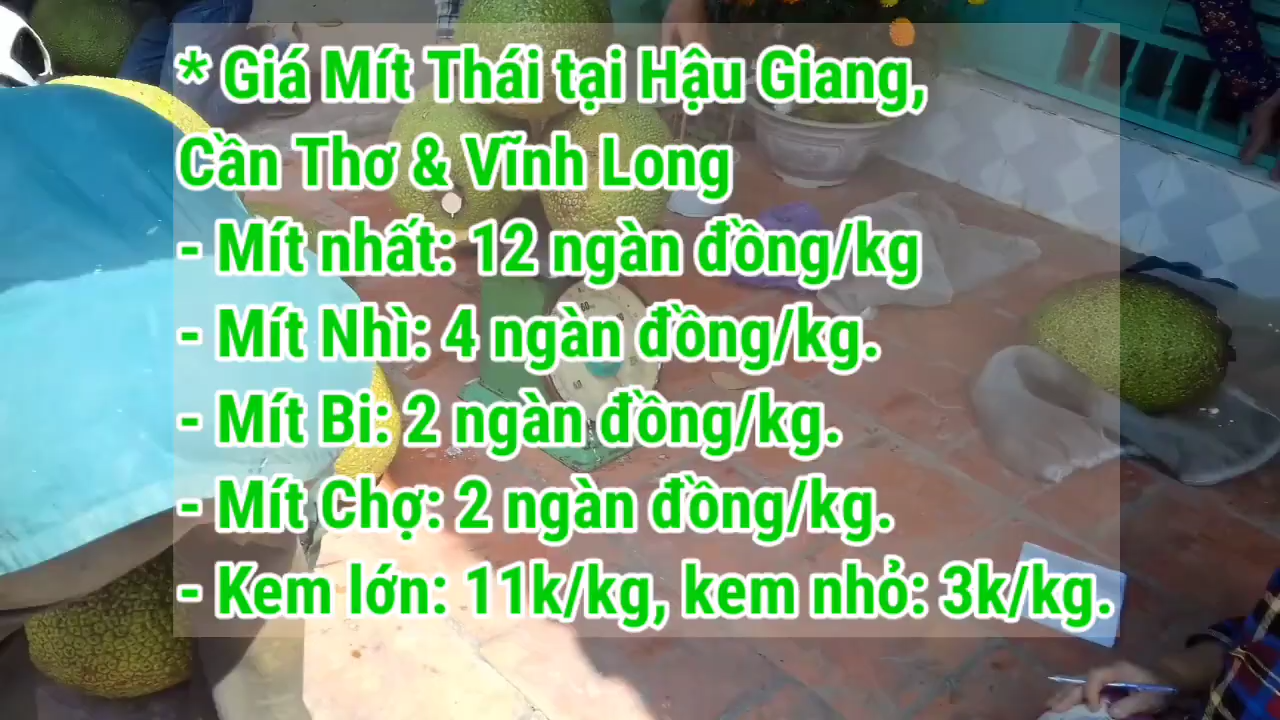 * Giá Mít Thái tại Hậu Giang,
Cần Thơ & Vĩnh Long
- Mít nhất: 12 ngàn đồng/kg
- Mít Nhì: 4 ngàn đồng/kg.
- Mít Bi: 2 ngàn đồng/kg.
- Mít Chợ: 2 ngàn đồng/kg.
- Kem lớn: 11k/kg, kem nhỏ: 3k/kg.